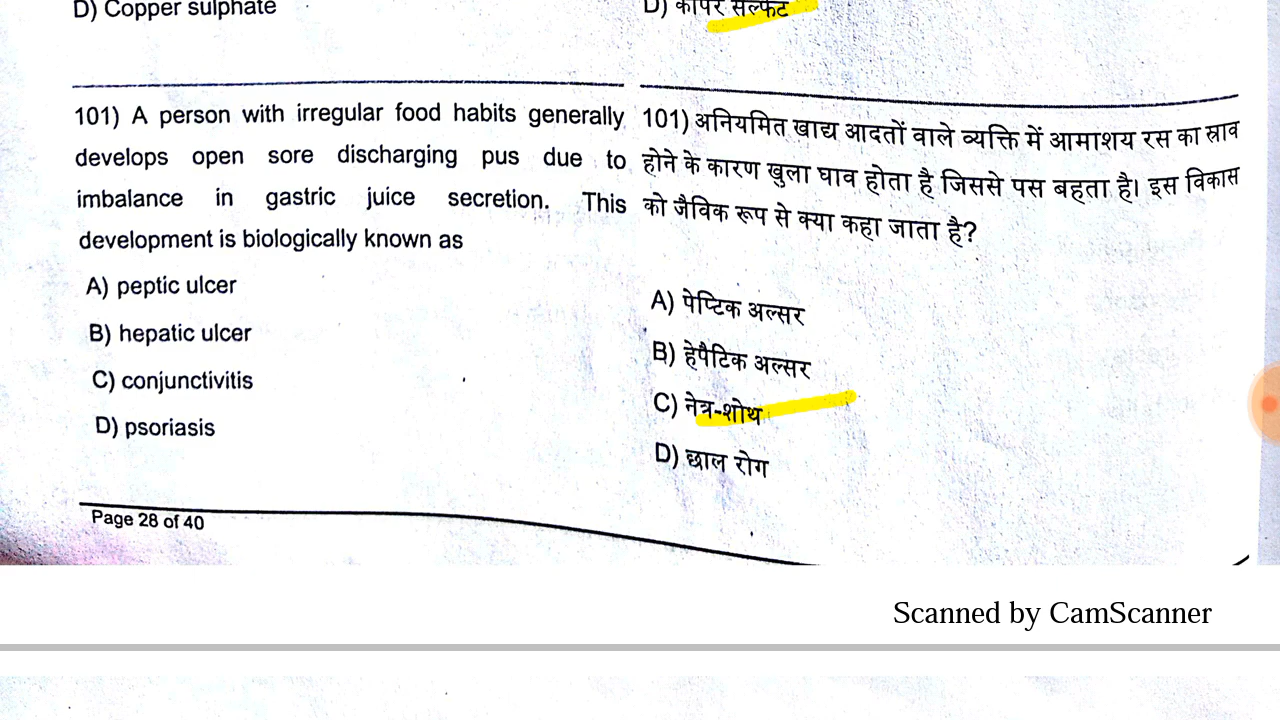 D) Copper sulphate
D) कॉपर सल्फेट
101) A person with irregular food habits generally
develops open sore discharging pus due to
imbalance in gastric juice secretion. This
development is biologically known as
A) peptic ulcer
B) hepatic ulcer
C) conjunctivitis
D) psoriasis
101) अनियमित खाद्य आदतों वाले व्यक्ति में आमाशय रस का स्राव
होने के कारण खुला घाव होता है जिससे पस बहता है। इस विकास
को जैविक रूप से क्या कहा जाता है?
A) पेप्टिक अल्सर
B) हेपैटिक अल्सर
C) नेत्र-शोथ
D) छाल रोग
Page 28 of 40
Scanned by CamScanner